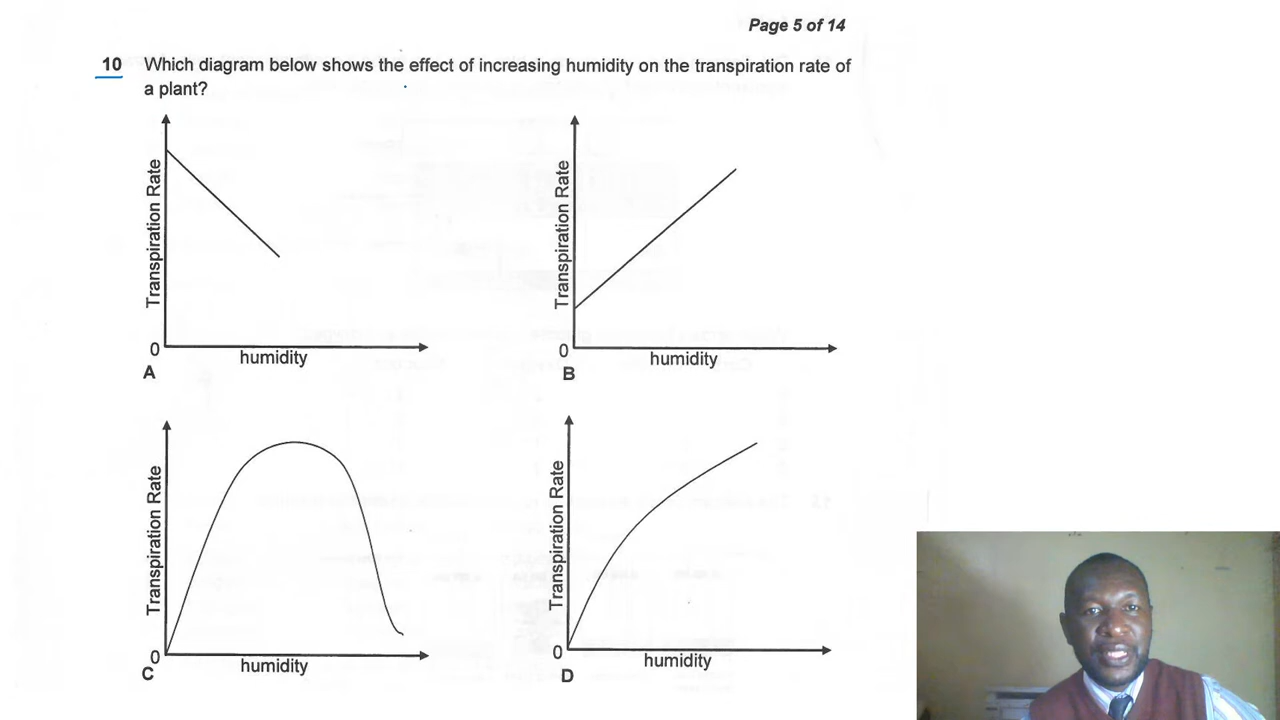 Page 5 of 14
10 Which diagram below shows the effect of increasing humidity on the transpiration rate of
a plant?
Transpiration Rate
0
humidity
A
Transpiration Rate
0
humidity
B
Transpiration Rate
0
humidity
C
Transpiration Rate
0
humidity
D